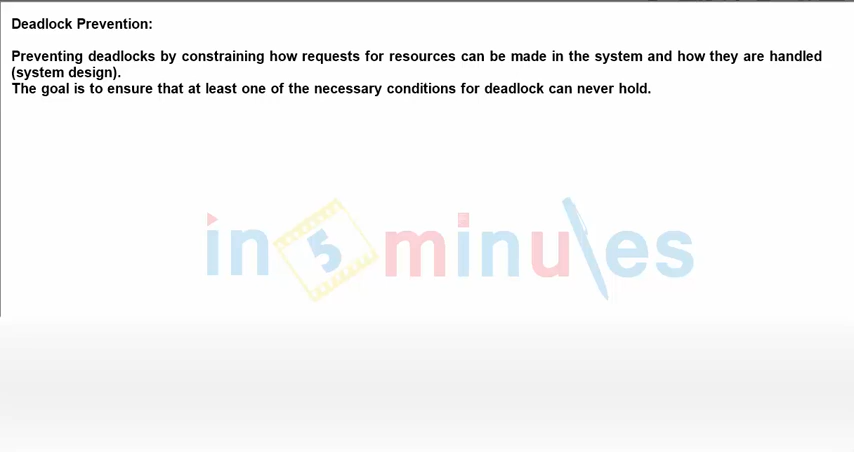 Deadlock Prevention:
Preventing deadlocks by constraining how requests for resources can be made in the system and how they are handled
(system design).
The goal is to ensure that at least one of the necessary conditions for deadlock can never hold.
in 5 minutes